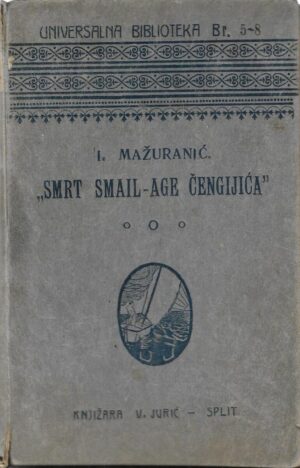 UNIVERSALNA BIBLIOTEKA Br. 5-8
I. MAŽURANIĆ.
„SMRT SMAIL-AGE ČENGIJIĆA”
KNJIŽARA V. JURIĆ – SPLIT